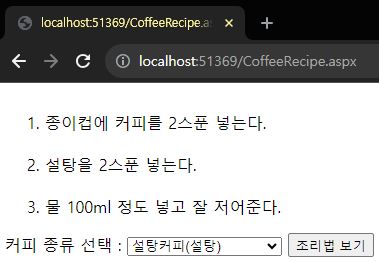 localhost:51369/CoffeeRecipe.as
localhost:51369/CoffeeRecipe.aspx
1. 종이컵에 커피를 2스푼 넣는다.
2. 설탕을 2스푼 넣는다.
3. 물 100ml 정도 넣고 잘 저어준다.
커피 종류 선택 : 설탕커피(설탕) 조리법 보기